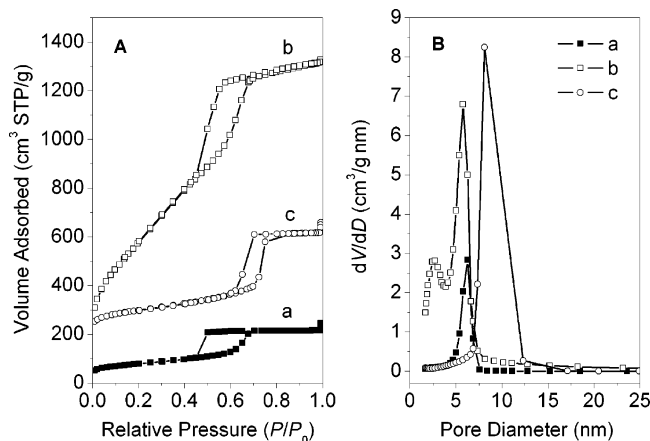 A
b
c
a
1400
1200
1000
800
600
400
200
0
0.0 0.2 0.4 0.6 0.8 1.0
Volume Adsorbed (cm³ STP/g)
Relative Pressure (P/P₀)
B
a
b
c
9
8
7
6
5
4
3
2
1
0
0 5 10 15 20 25
dV/dD (cm³/g nm)
Pore Diameter (nm)